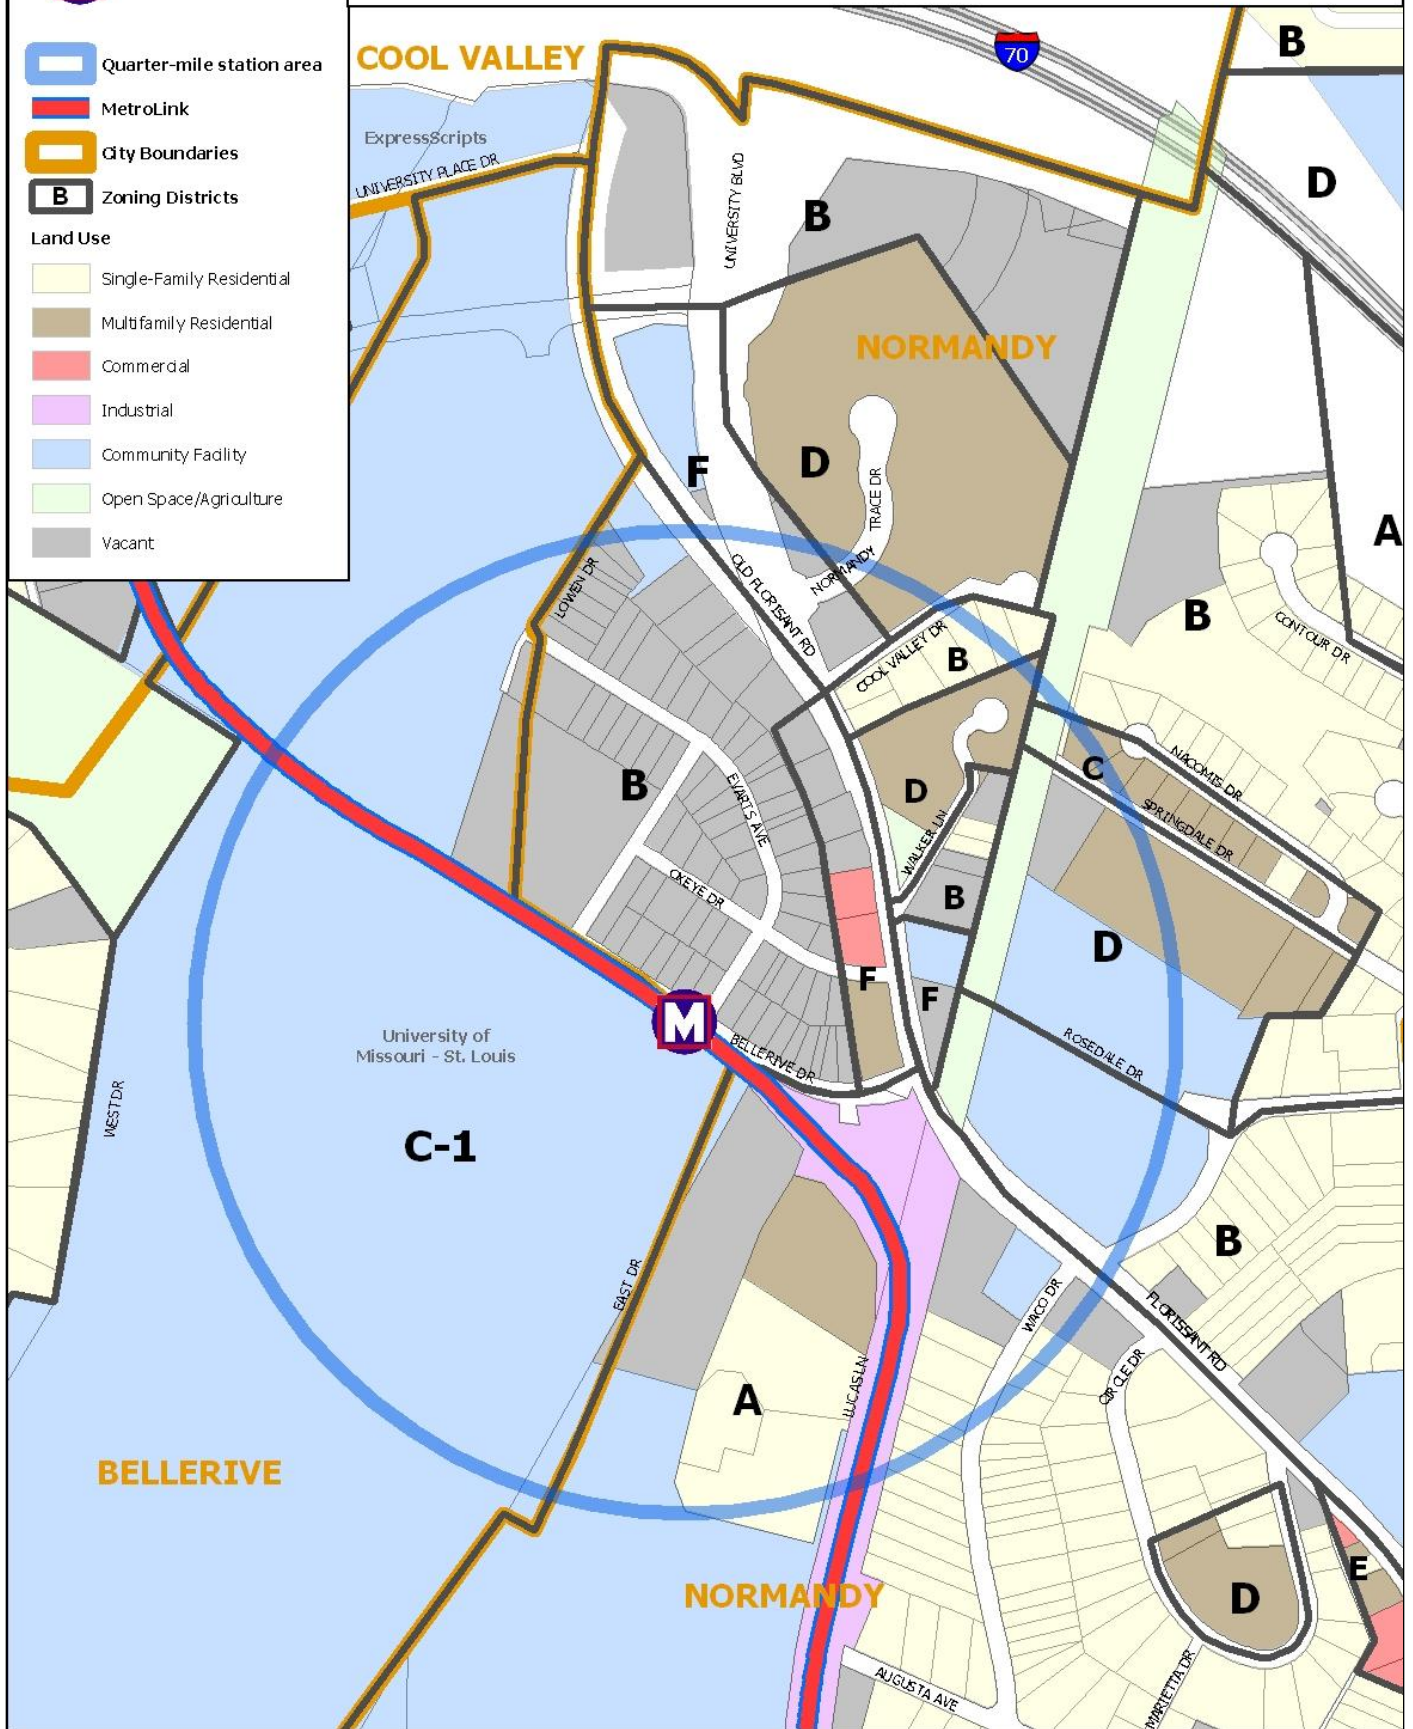 Quarter-mile station area
MetroLink
City Boundaries
B
Zoning Districts
Land Use
Single-Family Residential
Multifamily Residential
Commercial
Industrial
Community Facility
Open Space/Agriculture
Vacant
COOL VALLEY
70
B
ExpressScripts
UNIVERSITY PLACE DR
UNIVERSITY BLVD
B
D
NORMANDY
F
D
TRACE DR
NORMANDY
A
OLD FLORISANT RD
LOWEN DR
B
CONTOUR DR
COOL VALLEY DR
B
B
EVARTS AVE
D
C
NACOMIS DR
SPRINGDALE DR
WALKER LN
CKEYE DR
B
D
F
F
M
University of
Missouri - St. Louis
BELLERIVE DR
ROSEDALE DR
WEST DR
C-1
B
EAST DR
WACO DR
FLORISSANT RD
CIRCLE DR
LUCAS LN
A
BELLERIVE
NORMANDY
D
E
AUGUSTA AVE
MARIETTA DR